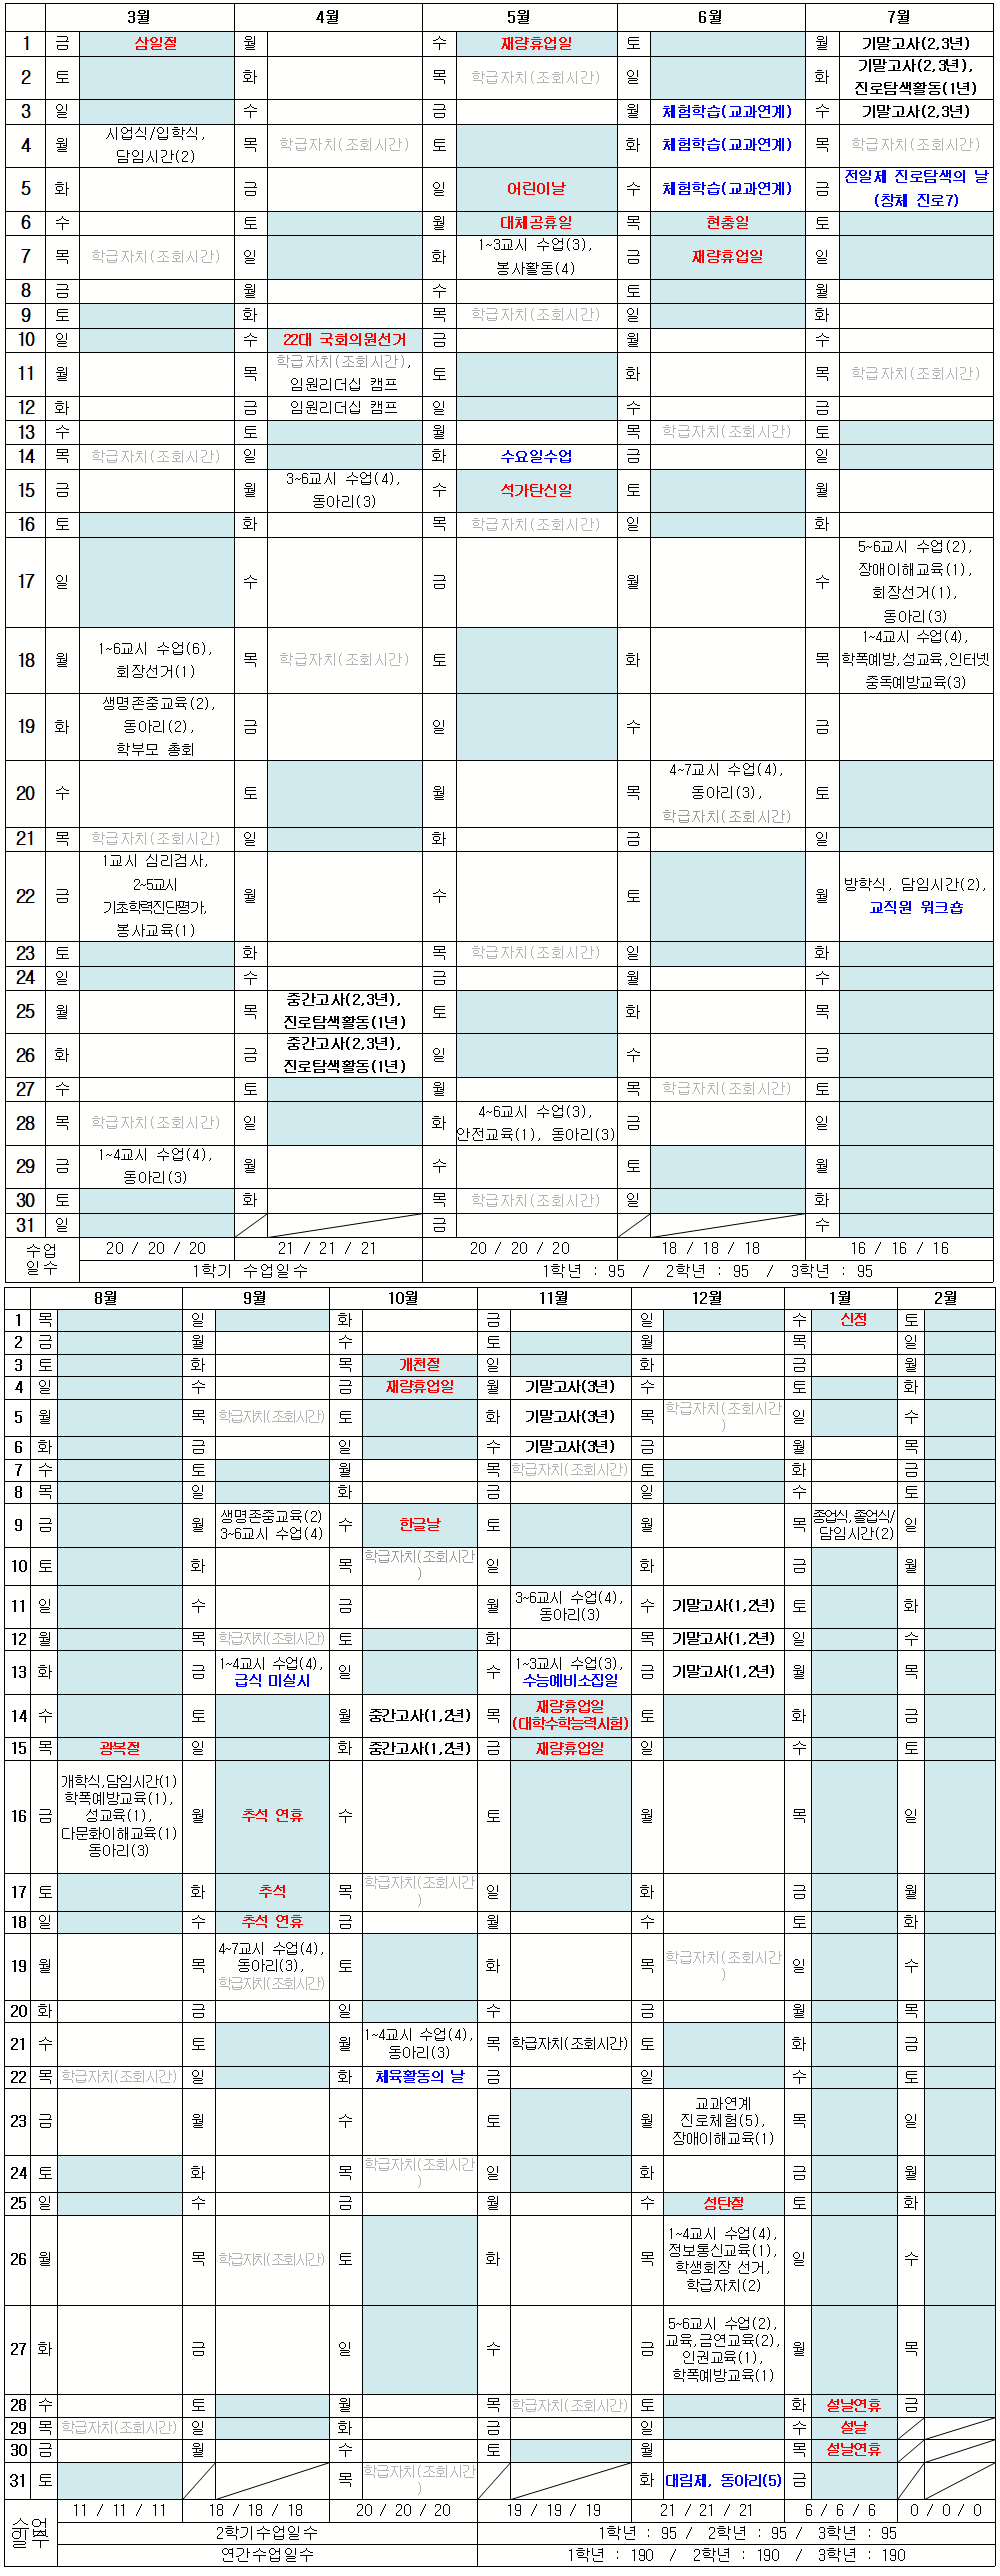 3월 4월 5월 6월 7월
1 금 삼일절 월 수 재량휴업일 토 월 기말고사(2,3년)
2 토 화 목 학급자치(조회시간) 일 화 기말고사(2,3년),
진로탐색활동(1년)
3 일 수 금 월 체험학습(교과연계) 수 기말고사(2,3년)
4 월 시업식/입학식,
담임시간(2) 목 학급자치(조회시간) 토 화 체험학습(교과연계) 목 학급자치(조회시간)
5 화 금 일 어린이날 수 체험학습(교과연계) 금 전일제 진로탐색의 날
(창체 진로7)
6 수 토 월 대체공휴일 목 현충일 토
7 목 학급자치(조회시간) 일 화 1~3교시 수업(3),
봉사활동(4) 금 재량휴업일 일
8 금 월 수 토 월
9 토 화 목 학급자치(조회시간) 일 화
10 일 수 22대 국회의원선거 금 월 수
11 월 목 학급자치(조회시간),
임원리더십 캠프 토 화 목 학급자치(조회시간)
12 화 금 임원리더십 캠프 일 수 금
13 수 토 월 목 학급자치(조회시간) 토
14 목 학급자치(조회시간) 일 화 수요일수업 금 일
15 금 월 3~6교시 수업(4),
동아리(3) 수 석가탄신일 토 월
16 토 화 목 학급자치(조회시간) 일 화
17 일 수 금 월 수 5~6교시 수업(2),
장애이해교육(1),
회장선거(1),
동아리(3)
18 월 1~6교시 수업(6),
회장선거(1) 목 학급자치(조회시간) 토 화 목 1~4교시 수업(4),
학폭예방,성교육,인터넷
중독예방교육(3)
19 화 생명존중교육(2),
동아리(2),
학부모 총회 금 일 수 금
20 수 토 월 목 4~7교시 수업(4),
동아리(3),
학급자치(조회시간) 토
21 목 학급자치(조회시간) 일 화 금 일
22 금 1교시 심리검사,
2~5교시
기초학력진단평가,
봉사교육(1) 월 수 토 월 방학식, 담임시간(2),
교직원 워크숍
23 토 화 목 학급자치(조회시간) 일 화
24 일 수 금 월 수
25 월 목 중간고사(2,3년),
진로탐색활동(1년) 토 화 목
26 화 금 중간고사(2,3년),
진로탐색활동(1년) 일 수 금
27 수 토 월 목 학급자치(조회시간) 토
28 목 학급자치(조회시간) 일 화 4~6교시 수업(3),
안전교육(1), 동아리(3) 금 일
29 금 1~4교시 수업(4),
동아리(3) 월 수 토 월
30 토 화 목 학급자치(조회시간) 일 화
31 일 금 수
수업
일수 20 / 20 / 20 21 / 21 / 21 20 / 20 / 20 18 / 18 / 18 16 / 16 / 16
1학기 수업일수 1학년 : 95 / 2학년 : 95 / 3학년 : 95
8월 9월 10월 11월 12월 1월 2월
1 목 일 화 금 일 수 신정 토
2 금 월 수 토 월 목 일
3 토 화 목 개천절 일 화 금 월
4 일 수 금 재량휴업일 월 기말고사(3년) 수 토 화
5 월 목 학급자치(조회시간) 토 화 기말고사(3년) 목 학급자치(조회시간
) 일 수
6 화 금 일 수 기말고사(3년) 금 월 목
7 수 토 월 목 학급자치(조회시간) 토 화 금
8 목 일 화 금 일 수 토
9 금 월 생명존중교육(2)
3~6교시 수업(4) 수 한글날 토 월 목 종업식,졸업식/
담임시간(2) 일
10 토 화 목 학급자치(조회시간
) 일 화 금 월
11 일 수 금 월 3~6교시 수업(4),
동아리(3) 수 기말고사(1,2년) 토 화
12 월 목 학급자치(조회시간) 토 화 목 기말고사(1,2년) 일 수
13 화 금 1~4교시 수업(4),
급식 미실시 일 수 1~3교시 수업(3),
수능예비소집일 금 기말고사(1,2년) 월 목
14 수 토 월 중간고사(1,2년) 목 재량휴업일
(대학수학능력시험) 토 화 금
15 목 광복절 일 화 중간고사(1,2년) 금 재량휴업일 일 수 토
16 금 개학식,담임시간(1)
학폭예방교육(1),
성교육(1),
다문화이해교육(1)
동아리(3) 월 추석 연휴 수 토 월 목 일
17 토 화 추석 목 학급자치(조회시간
) 일 화 금 월
18 일 수 추석 연휴 금 월 수 토 화
19 월 목 4~7교시 수업(4),
동아리(3),
학급자치(조회시간) 토 화 목 학급자치(조회시간
) 일 수
20 화 금 일 수 금 월 목
21 수 토 월 1~4교시 수업(4),
동아리(3) 목 학급자치(조회시간) 토 화 금
22 목 학급자치(조회시간) 일 화 체육활동의 날 금 일 수 토
23 금 월 수 토 월 교과연계
진로체험(5),
장애이해교육(1) 목 일
24 토 화 목 학급자치(조회시간
) 일 화 금 월
25 일 수 금 월 수 성탄절 토 화
26 월 목 학급자치(조회시간) 토 화 목 1~4교시 수업(4),
정보통신교육(1),
학생회장 선거,
학급자치(2) 일 수
27 화 금 일 수 금 5~6교시 수업(2),
교육,금연교육(2),
인권교육(1),
학폭예방교육(1) 월 목
28 수 토 월 목 학급자치(조회시간) 토 화 설날연휴 금
29 목 학급자치(조회시간) 일 화 금 일 수 설날
30 금 월 수 토 월 목 설날연휴
31 토 목 학급자치(조회시간
) 화 대림제, 동아리(5) 금
수업
일수 11 / 11 / 11 18 / 18 / 18 20 / 20 / 20 19 / 19 / 19 21 / 21 / 21 6 / 6 / 6 0 / 0 / 0
2학기수업일수 1학년 : 95 / 2학년 : 95 / 3학년 : 95
연간수업일수 1학년 : 190 / 2학년 : 190 / 3학년 : 190